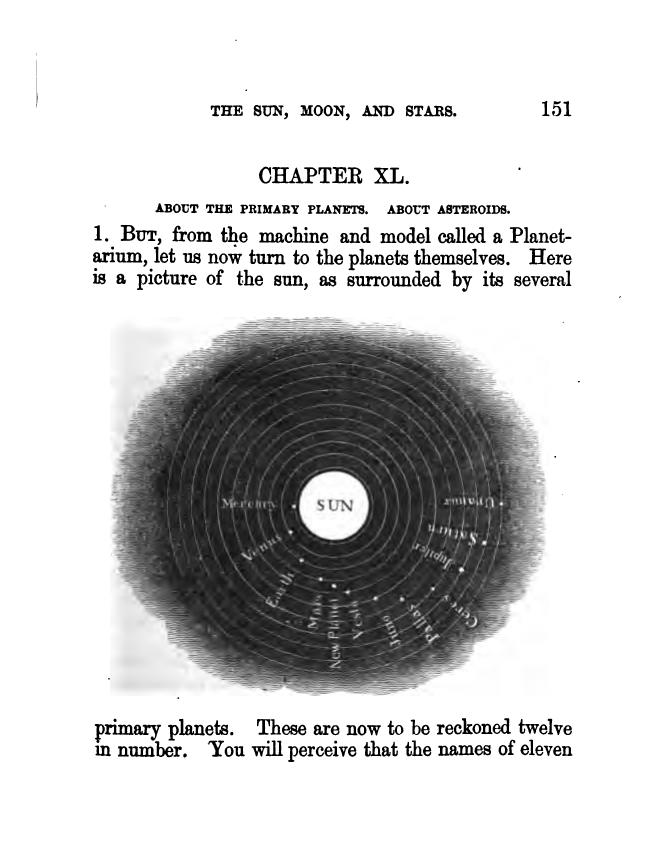 THE SUN, MOON, AND STARS. 151
CHAPTER XL.
ABOUT THE PRIMARY PLANETS. ABOUT ASTEROIDS.
1. BUT, from the machine and model called a Planet-
arium, let us now turn to the planets themselves. Here
is a picture of the sun, as surrounded by its several
SUN
Mercury
Venus
Earth
Mars
New Planet
Vesta
Juno
Pallas
Ceres
Jupiter
Saturn
Uranus
primary planets. These are now to be reckoned twelve
in number. You will perceive that the names of eleven